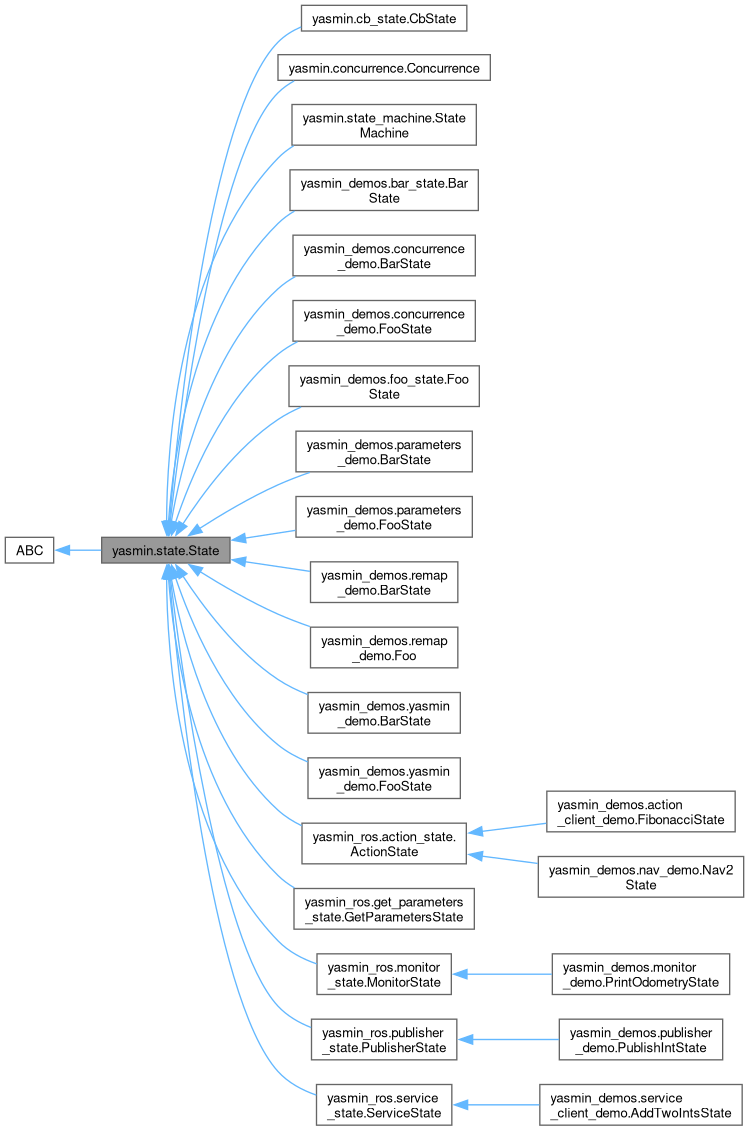 yasmin.cb_state.CbState
yasmin.concurrence.Concurrence
yasmin.state_machine.State
Machine
yasmin_demos.bar_state.Bar
State
yasmin_demos.concurrence
_demo.BarState
yasmin_demos.concurrence
_demo.FooState
yasmin_demos.foo_state.Foo
State
yasmin_demos.parameters
_demo.BarState
yasmin_demos.parameters
_demo.FooState
ABC
yasmin.state.State
yasmin_demos.remap
_demo.BarState
yasmin_demos.remap
_demo.Foo
yasmin_demos.yasmin
_demo.BarState
yasmin_demos.yasmin
_demo.FooState
yasmin_ros.action_state.
ActionState
yasmin_demos.action
_client_demo.FibonacciState
yasmin_demos.nav_demo.Nav2
State
yasmin_ros.get_parameters
_state.GetParametersState
yasmin_ros.monitor
_state.MonitorState
yasmin_demos.monitor
_demo.PrintOdometryState
yasmin_ros.publisher
_state.PublisherState
yasmin_demos.publisher
_demo.PublishIntState
yasmin_ros.service
_state.ServiceState
yasmin_demos.service
_client_demo.AddTwoIntsState